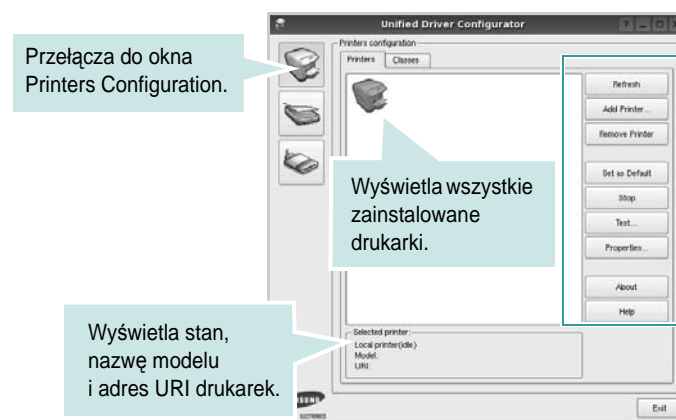 Unified Driver Configurator
Przełącza do okna
Printers Configuration.
Printers configuration
Printers
Classes
Refresh
Add Printer...
Remove Printer
Set as Default
Stop
Test...
Properties...
About
Help
Wyświetla wszystkie
zainstalowane
drukarki.
Wyświetla stan,
nazwę modelu
i adres URI drukarek.
Selected printer:
Local printer(idle)
Model:
URI:
ELECTRONICS
Exit